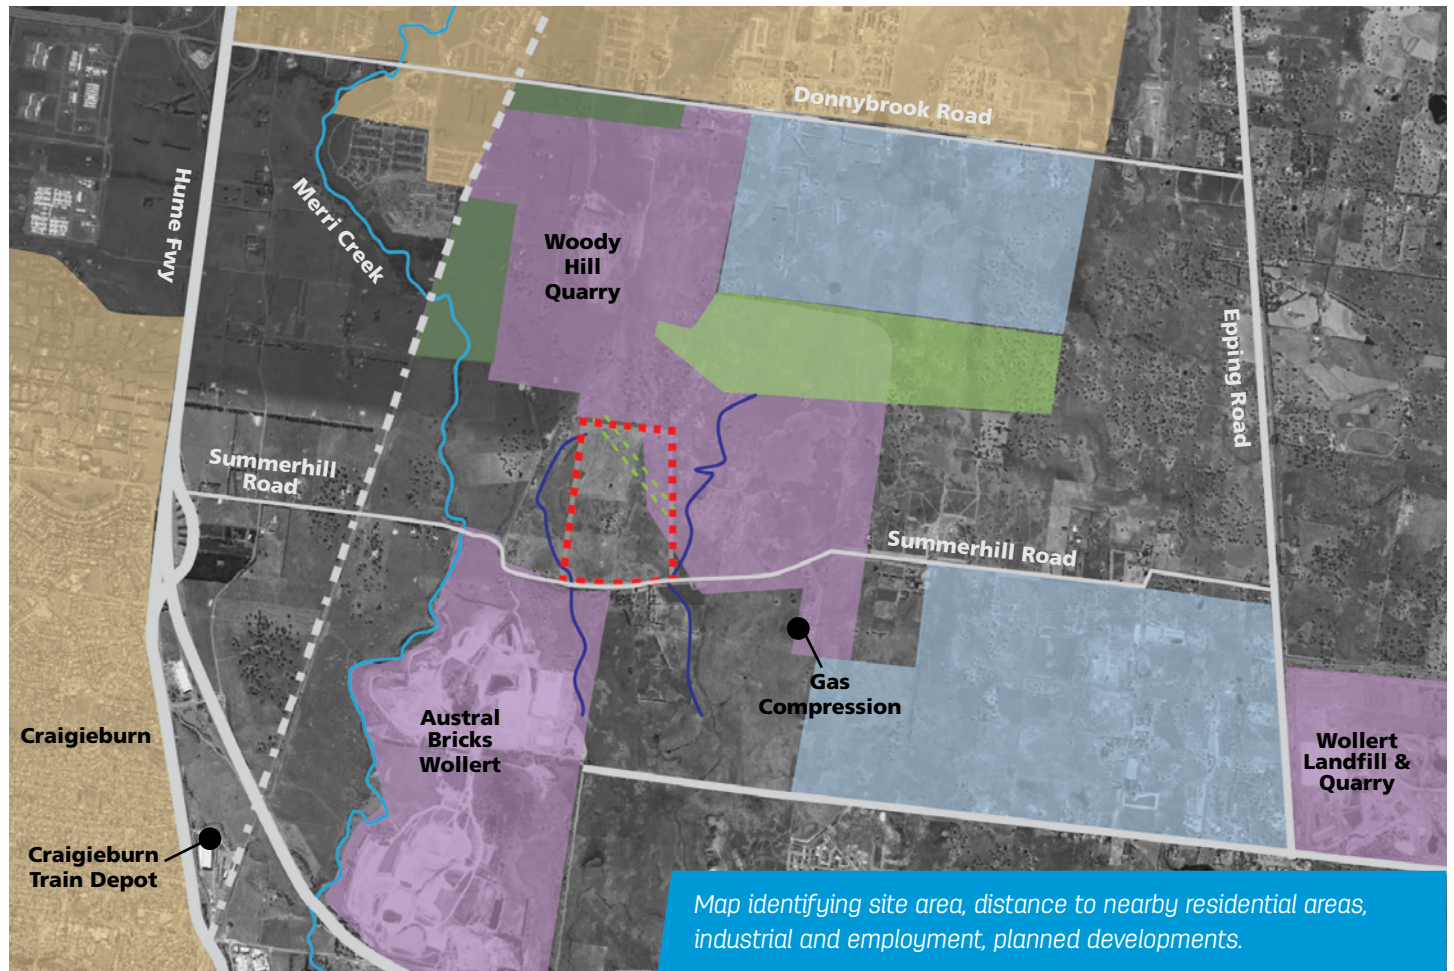 Donnybrook Road
Hume Fwy
Merri Creek
Woody
Hill
Quarry
Epping Road
Summerhill
Road
Summerhill Road
Gas
Compression
Craigieburn
Austral
Bricks
Wollert
Wollert
Landfill &
Quarry
Craigieburn
Train Depot
Map identifying site area, distance to nearby residential areas,
industrial and employment, planned developments.